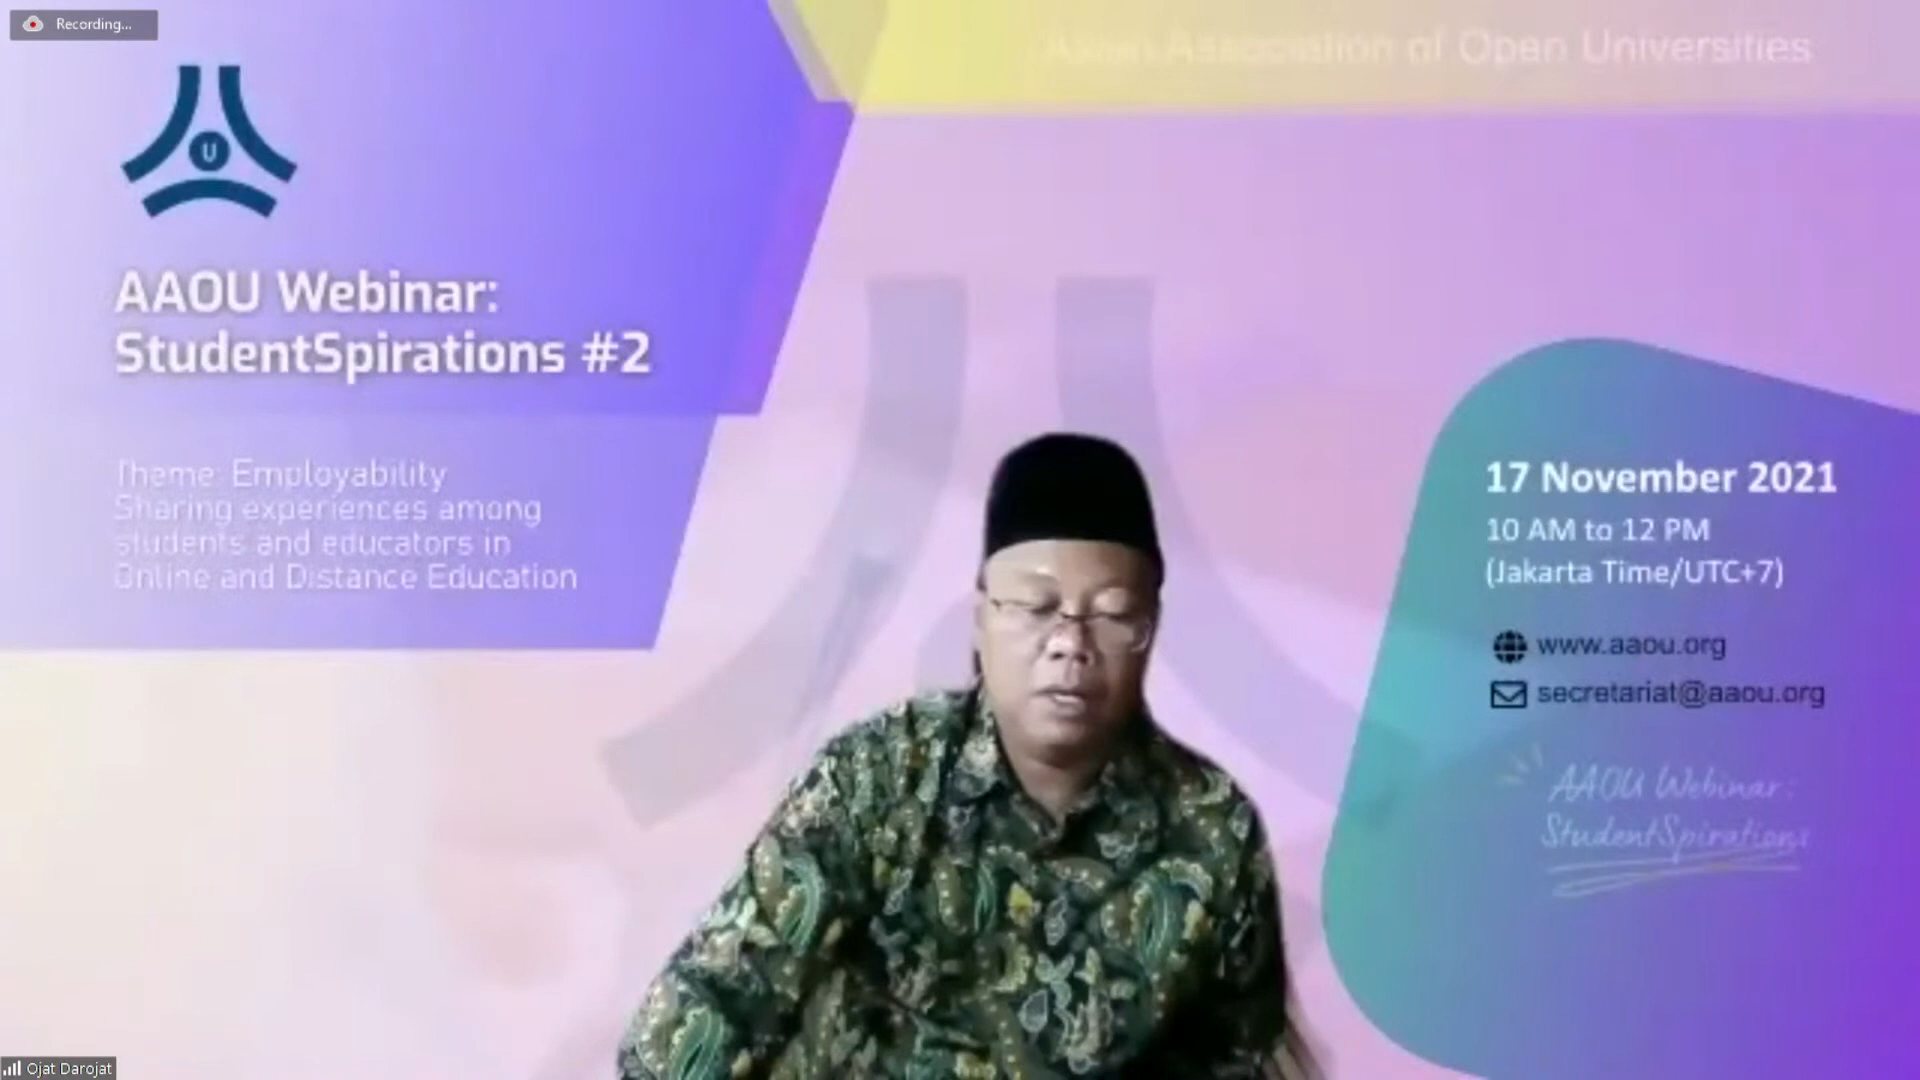 Recording...
Asian Association of Open Universities
U
AAOU Webinar:
StudentSpirations #2
Theme: Employability
Sharing experiences among
students and educators in
Online and Distance Education
17 November 2021
10 AM to 12 PM
(Jakarta Time/UTC+7)
www.aaou.org
secretariat@aaou.org
AAOU Webinar:
StudentSpirations
Ojat Darojat